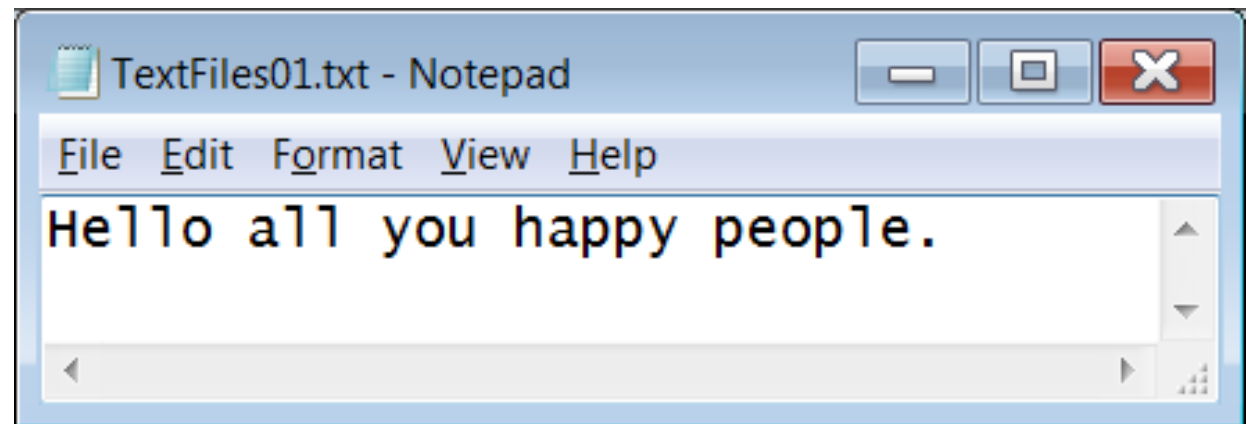 TextFiles01.txt - Notepad
File Edit Format View Help
Hello all you happy people.